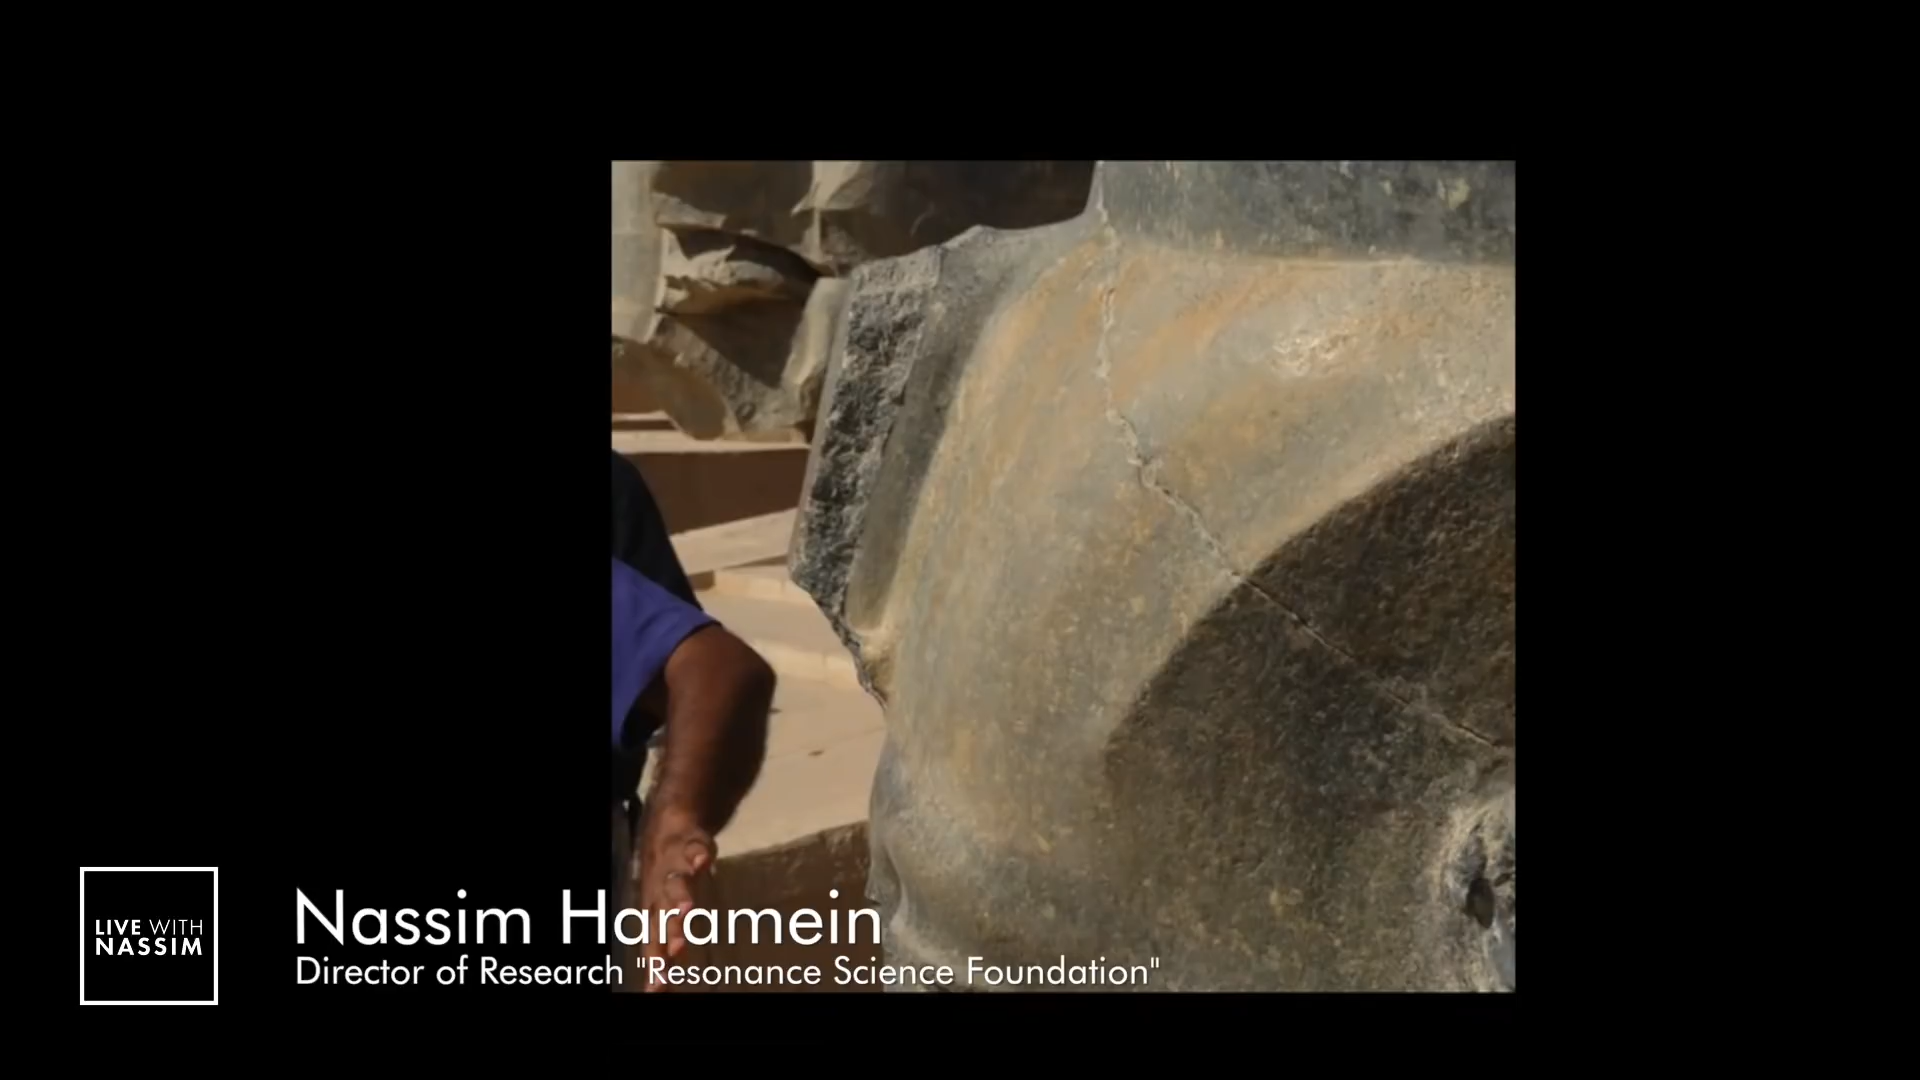 LIVE WITH
NASSIM
Nassim Haramein
Director of Research "Resonance Science Foundation"